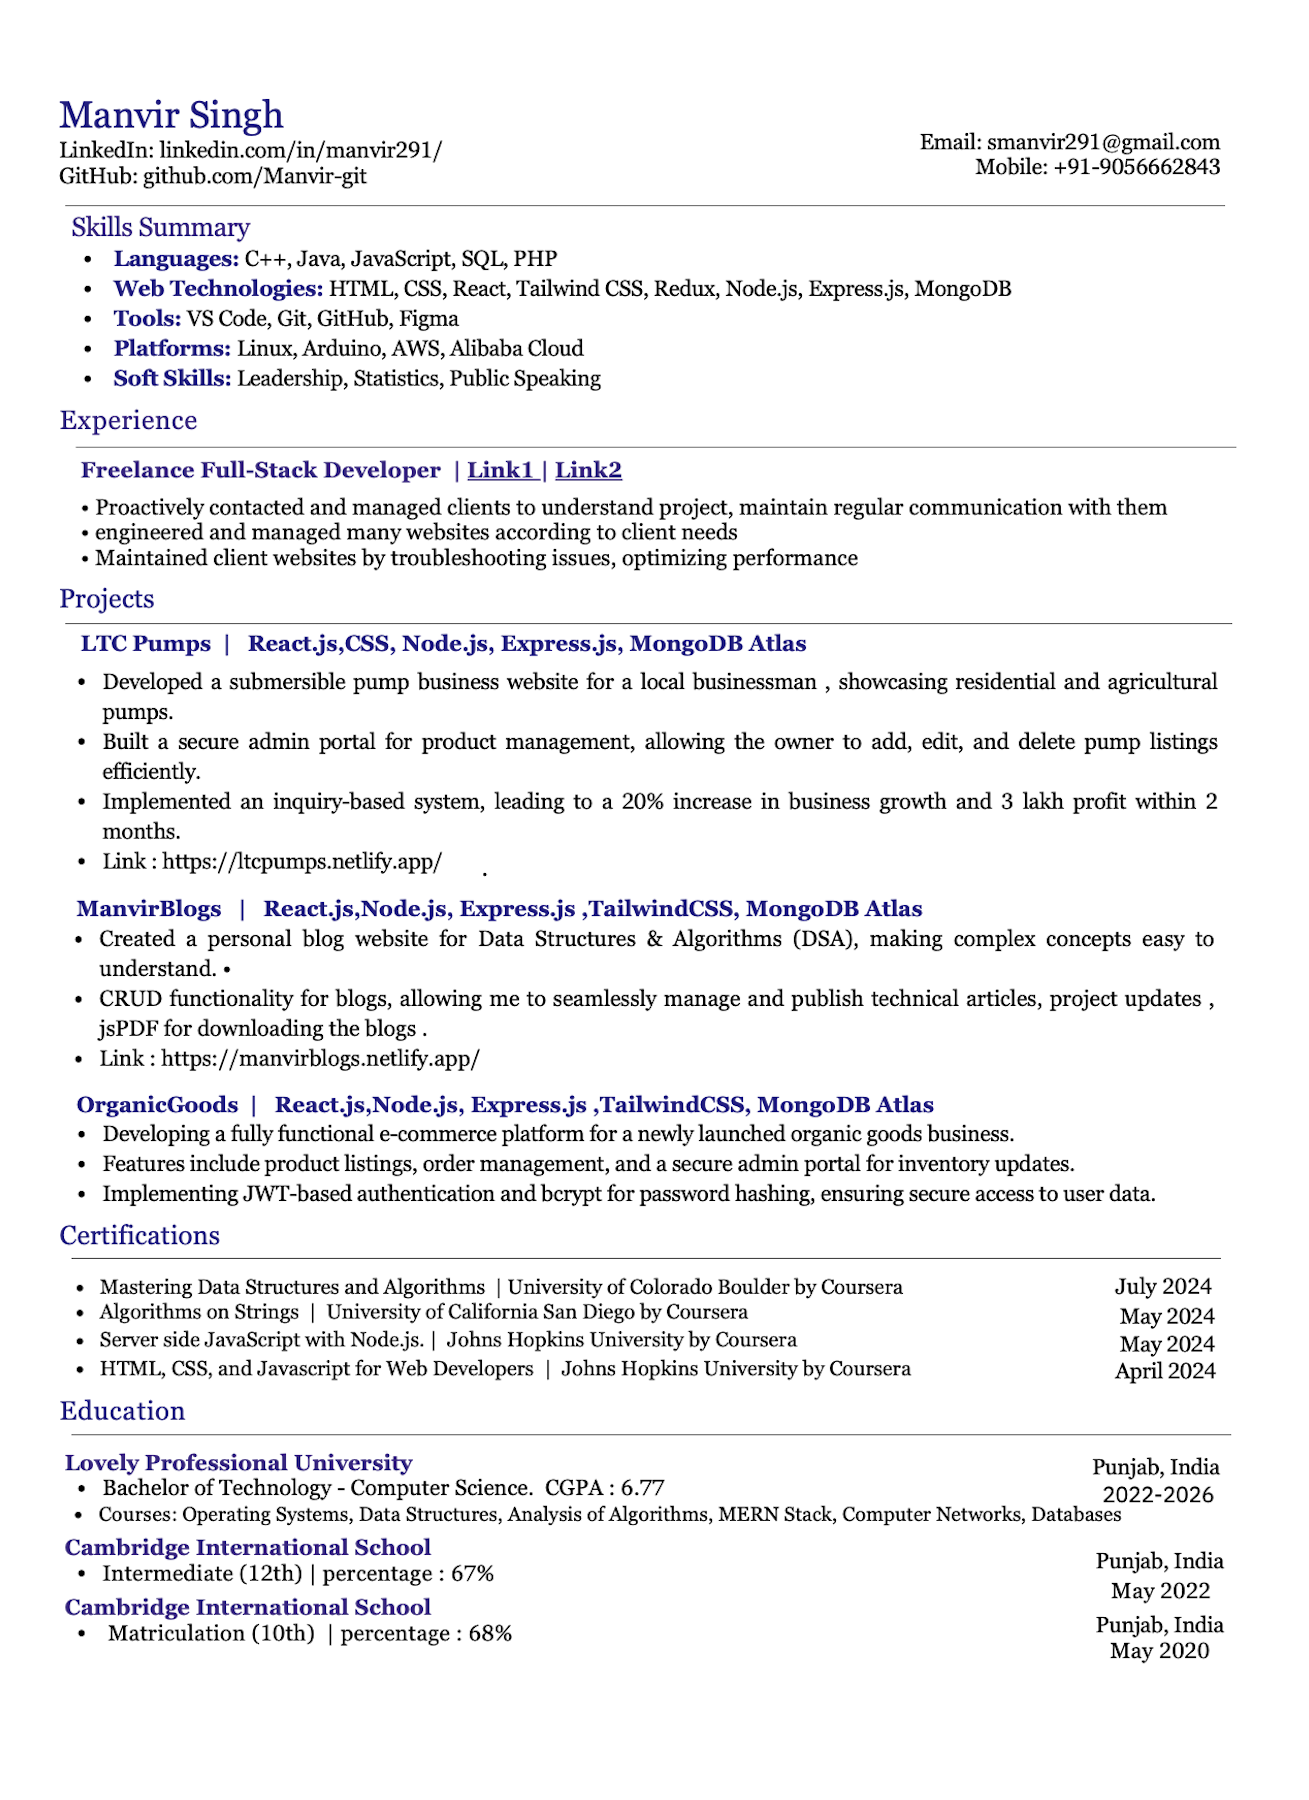 Manvir Singh
LinkedIn: linkedin.com/in/manvir291/
GitHub: github.com/Manvir-git
Email: smanvir291@gmail.com
Mobile: +91-9056662843
Skills Summary
• Languages: C++, Java, JavaScript, SQL, PHP
• Web Technologies: HTML, CSS, React, Tailwind CSS, Redux, Node.js, Express.js, MongoDB
• Tools: VS Code, Git, GitHub, Figma
• Platforms: Linux, Arduino, AWS, Alibaba Cloud
• Soft Skills: Leadership, Statistics, Public Speaking
Experience
Freelance Full-Stack Developer | Link1 | Link2
• Proactively contacted and managed clients to understand project, maintain regular communication with them
• engineered and managed many websites according to client needs
• Maintained client websites by troubleshooting issues, optimizing performance
Projects
LTC Pumps | React.js,CSS, Node.js, Express.js, MongoDB Atlas
• Developed a submersible pump business website for a local businessman , showcasing residential and agricultural
pumps.
• Built a secure admin portal for product management, allowing the owner to add, edit, and delete pump listings
efficiently.
• Implemented an inquiry-based system, leading to a 20% increase in business growth and 3 lakh profit within 2
months.
• Link : https://ltcpumps.netlify.app/ .
ManvirBlogs | React.js,Node.js, Express.js ,TailwindCSS, MongoDB Atlas
• Created a personal blog website for Data Structures & Algorithms (DSA), making complex concepts easy to
understand. •
• CRUD functionality for blogs, allowing me to seamlessly manage and publish technical articles, project updates ,
jsPDF for downloading the blogs .
• Link : https://manvirblogs.netlify.app/
OrganicGoods | React.js,Node.js, Express.js ,TailwindCSS, MongoDB Atlas
• Developing a fully functional e-commerce platform for a newly launched organic goods business.
• Features include product listings, order management, and a secure admin portal for inventory updates.
• Implementing JWT-based authentication and bcrypt for password hashing, ensuring secure access to user data.
Certifications
• Mastering Data Structures and Algorithms | University of Colorado Boulder by Coursera July 2024
• Algorithms on Strings | University of California San Diego by Coursera May 2024
• Server side JavaScript with Node.js. | Johns Hopkins University by Coursera May 2024
• HTML, CSS, and Javascript for Web Developers | Johns Hopkins University by Coursera April 2024
Education
Lovely Professional University Punjab, India
• Bachelor of Technology - Computer Science. CGPA : 6.77 2022-2026
• Courses: Operating Systems, Data Structures, Analysis of Algorithms, MERN Stack, Computer Networks, Databases
Cambridge International School Punjab, India
• Intermediate (12th) | percentage : 67% May 2022
Cambridge International School Punjab, India
• Matriculation (10th) | percentage : 68% May 2020